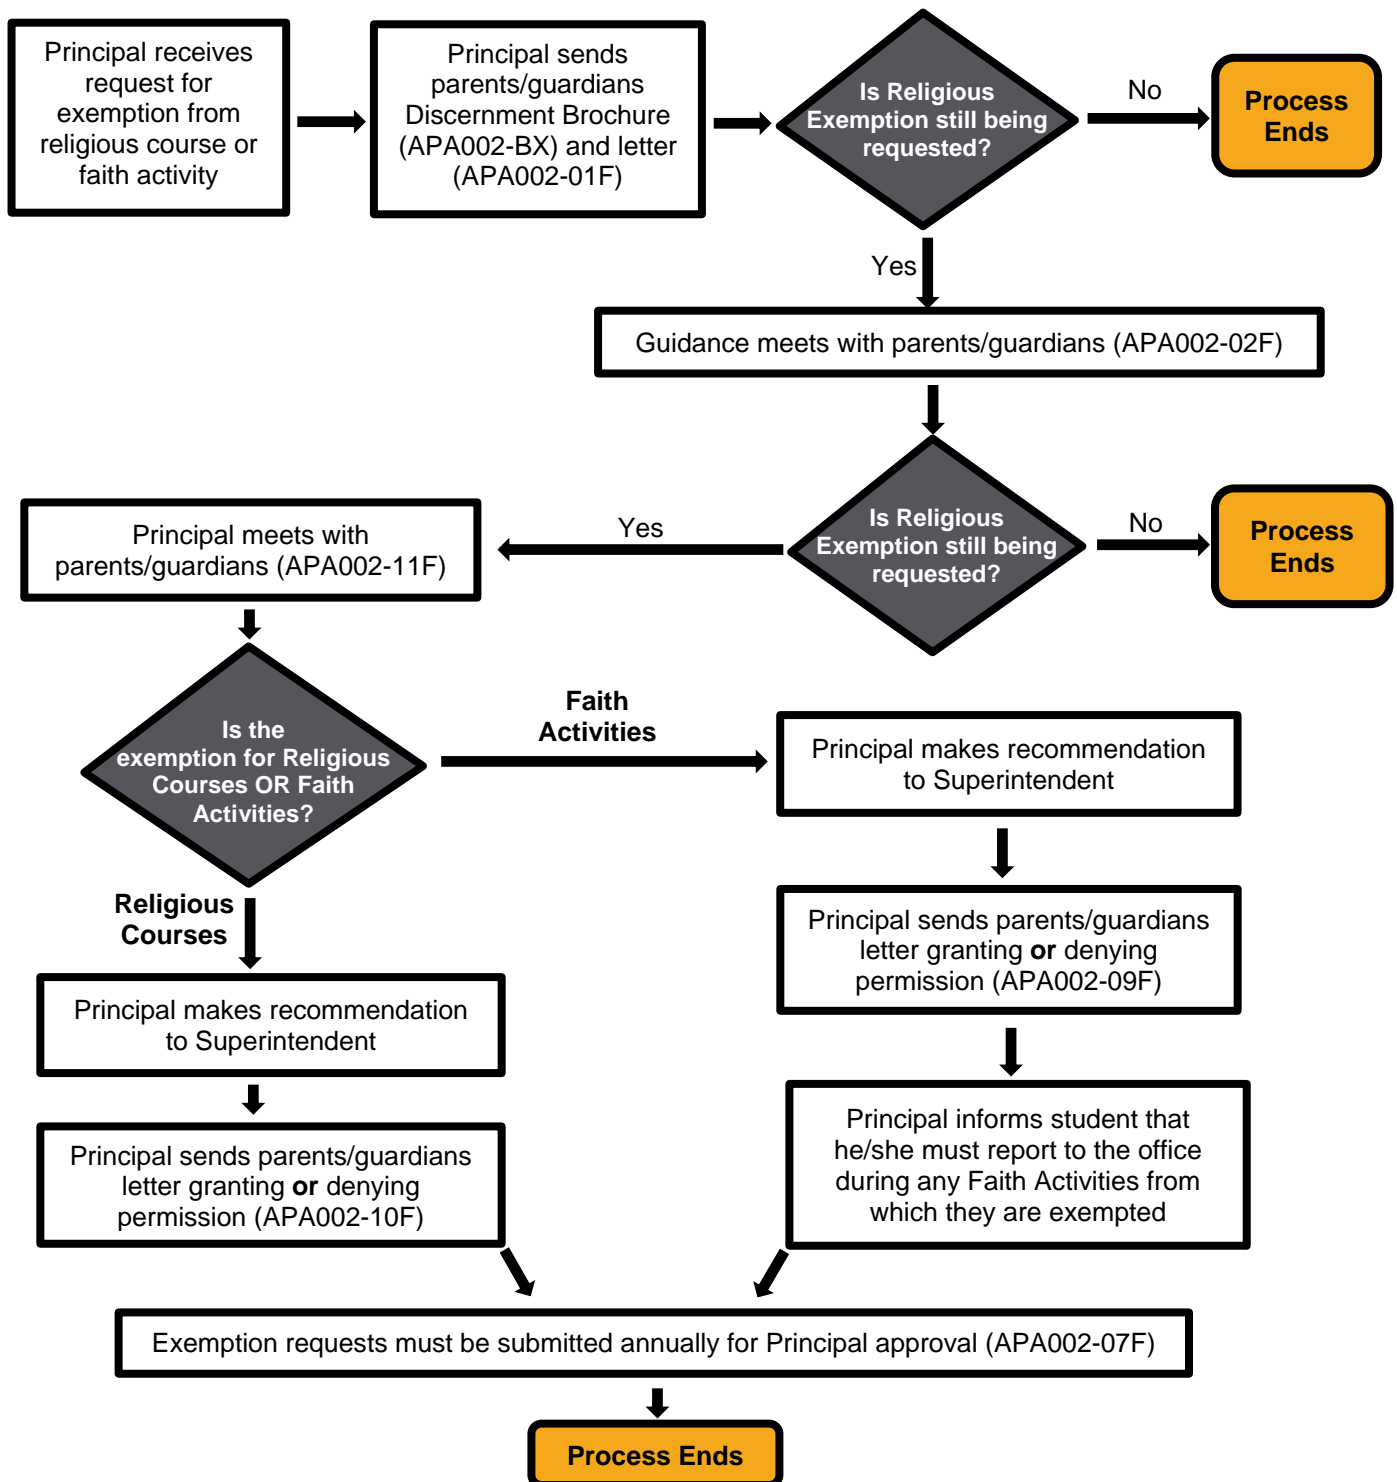 Principal receives
request for
exemption from
religious course or
faith activity
Principal sends
parents/guardians
Discernment Brochure
(APA002-BX) and letter
(APA002-01F)
Is Religious
Exemption still being
requested?
No
Process
Ends
Yes
Guidance meets with parents/guardians (APA002-02F)
Is Religious
Exemption still being
requested?
No
Process
Ends
Yes
Principal meets with
parents/guardians (APA002-11F)
Is the
exemption for Religious
Courses OR Faith
Activities?
Faith
Activities
Principal makes recommendation
to Superintendent
Principal sends parents/guardians
letter granting or denying
permission (APA002-09F)
Principal informs student that
he/she must report to the office
during any Faith Activities from
which they are exempted
Religious
Courses
Principal makes recommendation
to Superintendent
Principal sends parents/guardians
letter granting or denying
permission (APA002-10F)
Exemption requests must be submitted annually for Principal approval (APA002-07F)
Process Ends